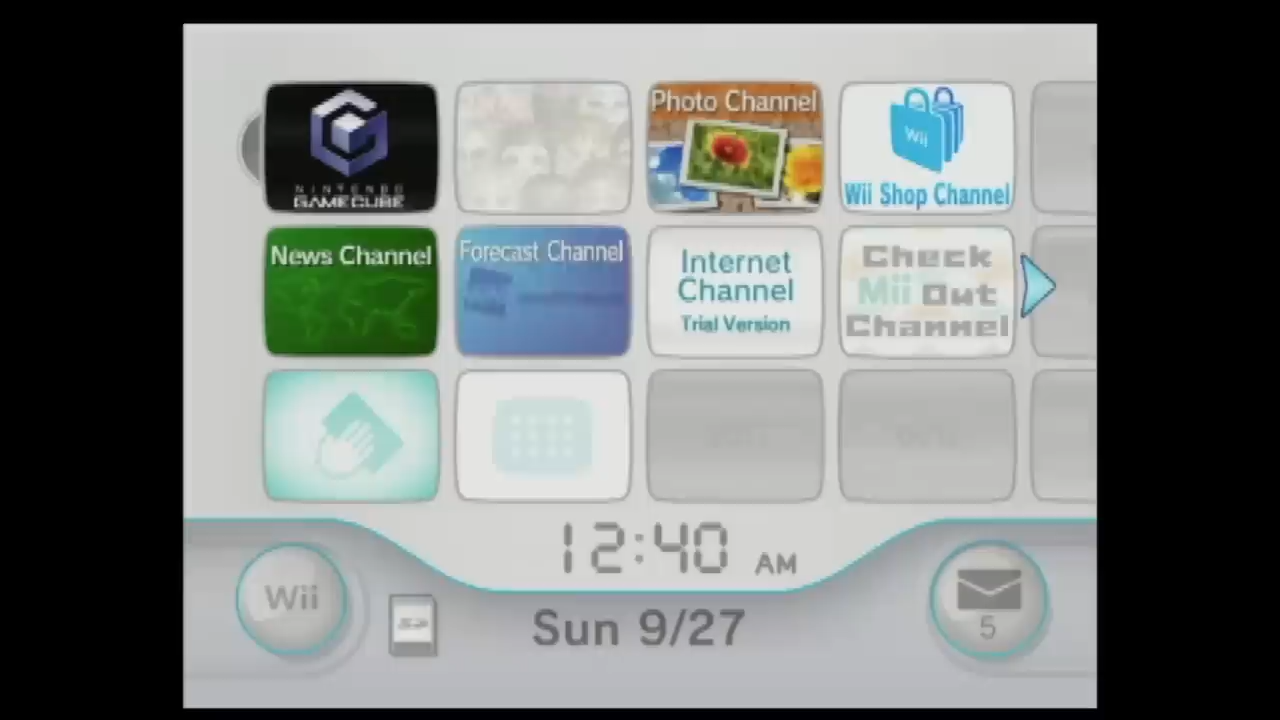 NINTENDO
GAMECUBE
Photo Channel
Wii
Wii Shop Channel
News Channel
Forecast Channel
Internet
Channel
Trial Version
Check
Mii Out
Channel
12:40 AM
Wii
SD
Sun 9/27
5